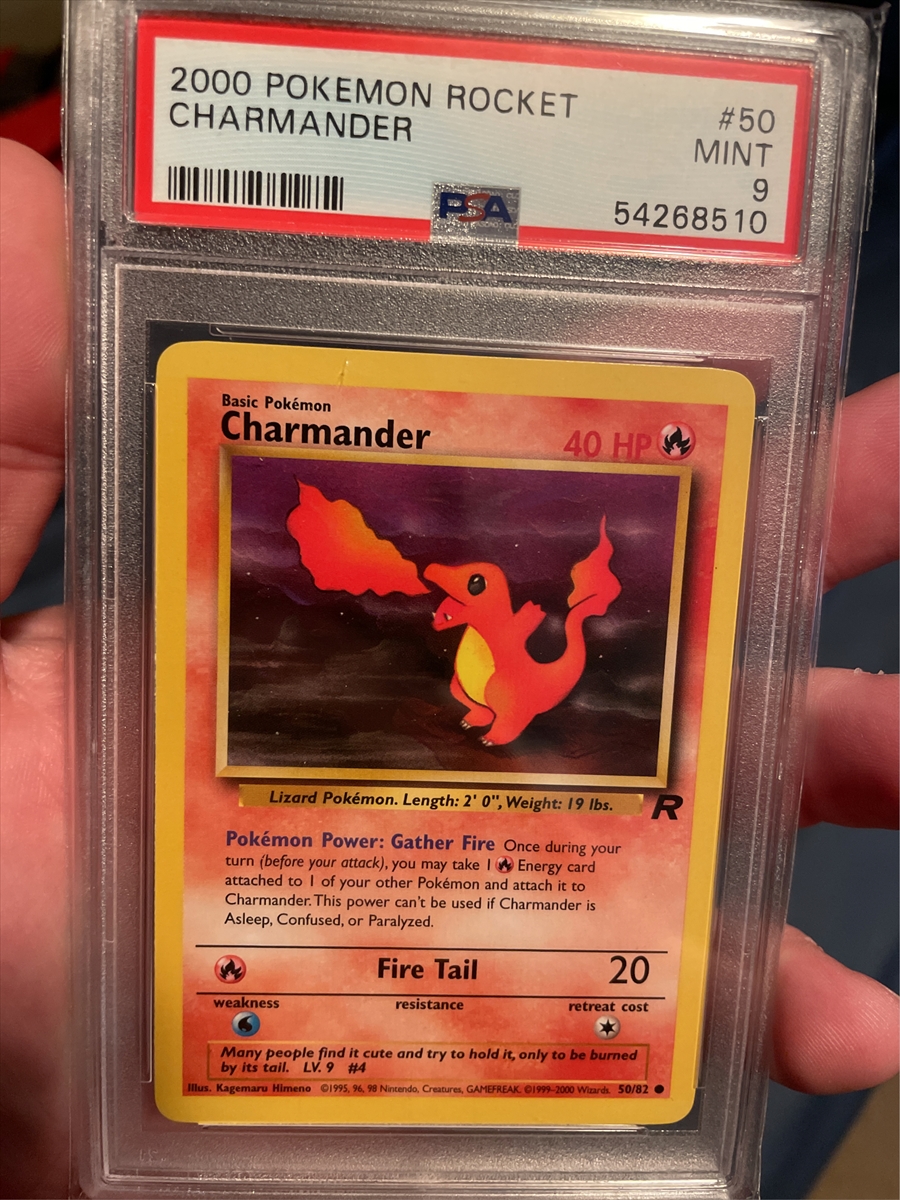 2000 POKEMON ROCKET
CHARMANDER
#50
MINT
9
54268510
PSA
Basic Pokémon
Charmander
40 HP
Lizard Pokémon. Length: 2' 0", Weight: 19 lbs.
R
Pokémon Power: Gather Fire Once during your
turn (before your attack), you may take 1 Energy card
attached to 1 of your other Pokémon and attach it to
Charmander. This power can't be used if Charmander is
Asleep, Confused, or Paralyzed.
Fire Tail 20
weakness resistance retreat cost
Many people find it cute and try to hold it, only to be burned
by its tail. LV. 9 #4
Illus. Kagemaru Himeno ©1995, 96, 98 Nintendo, Creatures, GAMEFREAK. ©1999–2000 Wizards. 50/82